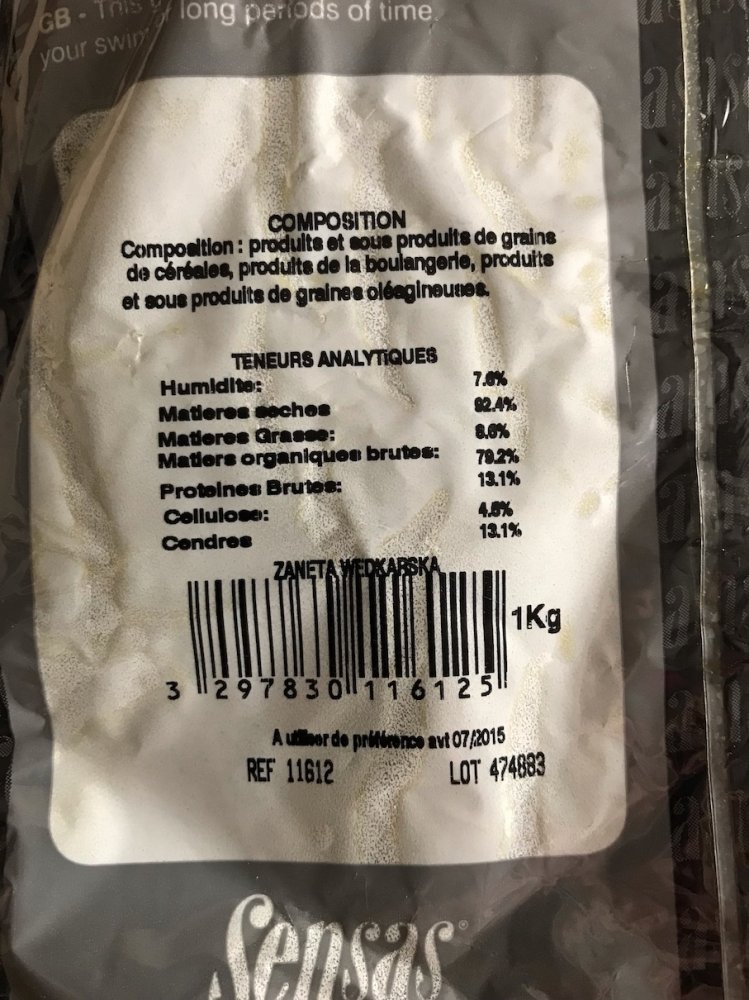 GB - This long periods of time.
your swim
COMPOSITION
Composition : produits et sous produits de grains
de céréales, produits de la boulangerie, produits
et sous produits de graines oléagineuses.
TENEURS ANALYTIQUES
Humidite: 7.6%
Matieres seches 82.4%
Matieres Grasse: 8.6%
Matiers organiques brutes: 79.2%
Proteines Brutes: 13.1%
Cellulose: 4.6%
Cendres 13.1%
ZANETA WEDKARSKA
1Kg
3 297830 116125
A utiliser de préférence avt 07/2015
REF 11612 LOT 474883
Sensas